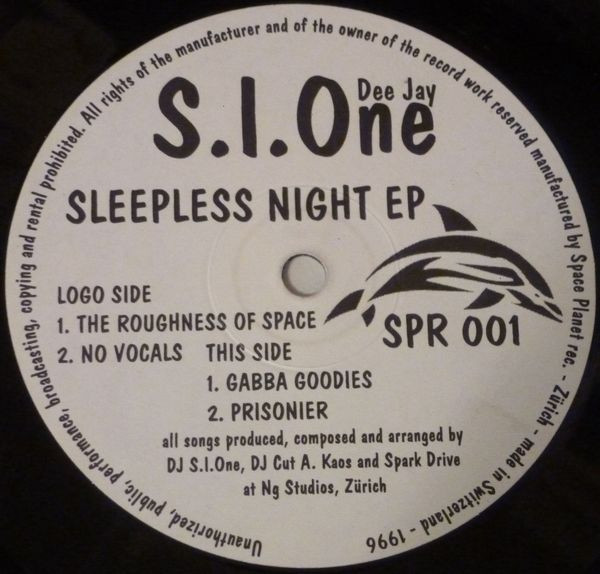 Dee Jay
S.I.One
SLEEPLESS NIGHT EP
LOGO SIDE
1. THE ROUGHNESS OF SPACE
2. NO VOCALS
SPR 001
THIS SIDE
1. GABBA GOODIES
2. PRISONIER
all songs produced, composed and arranged by
DJ S.I.One, DJ Cut A. Kaos and Spark Drive
at Ng Studios, Zürich
Unauthorized, public, performance, broadcasting, copying and rental prohibited. All rights of the manufacturer and of the owner of the record work reserved manufactured by Space Planet rec. - Zürich - made in Switzerland - 1996